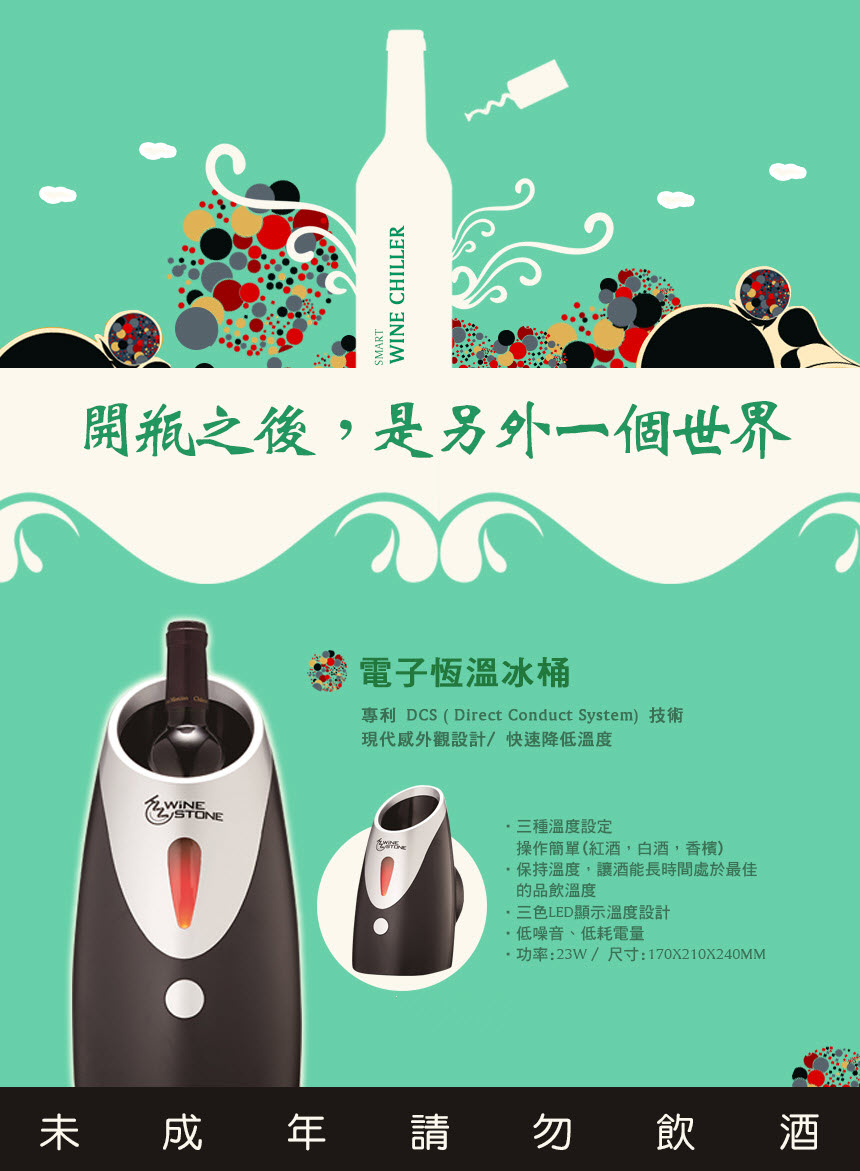 SMART
WINE CHILLER
開瓶之後，是另外一個世界
電子恆溫冰桶
專利 DCS ( Direct Conduct System) 技術
現代感外觀設計/ 快速降低溫度
WINE
STONE
WINE
STONE
・三種溫度設定
操作簡單(紅酒，白酒，香檳)
・保持溫度，讓酒能長時間處於最佳
的品飲溫度
・三色LED顯示溫度設計
・低噪音、低耗電量
・功率:23W / 尺寸:170X210X240MM
未成年請勿飲酒